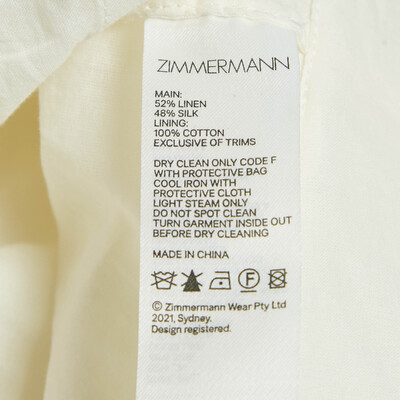 ZIMMERMANN
MAIN:
52% LINEN
48% SILK
LINING:
100% COTTON
EXCLUSIVE OF TRIMS
DRY CLEAN ONLY CODE F
WITH PROTECTIVE BAG
COOL IRON WITH
PROTECTIVE CLOTH
LIGHT STEAM ONLY
DO NOT SPOT CLEAN
TURN GARMENT INSIDE OUT
BEFORE DRY CLEANING
MADE IN CHINA
F
© Zimmermann Wear Pty Ltd
2021, Sydney.
Design registered.